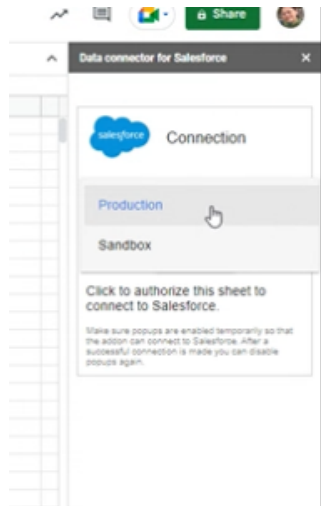 Share
Data connector for Salesforce
salesforce
Connection
Production
Sandbox
Click to authorize this sheet to
connect to Salesforce.
Make sure popups are enabled temporarily so that
the addon can connect to Salesforce. After a
successful connection is made you can disable
popups again.